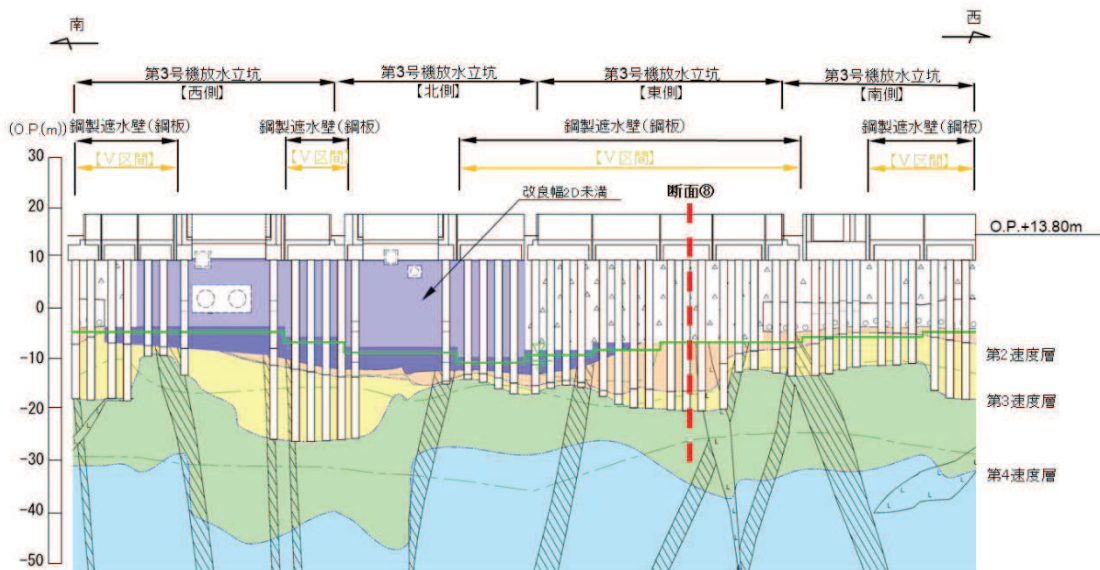 南
西
第3号機放水立坑
【西側】
第3号機放水立坑
【北側】
第3号機放水立坑
【東側】
第3号機放水立坑
【南側】
(O.P.(m))
鋼製遮水壁(鋼板)
鋼製遮水壁(鋼板)
鋼製遮水壁(鋼板)
鋼製遮水壁(鋼板)
【Ⅴ区間】
【Ⅴ区間】
【Ⅴ区間】
【Ⅴ区間】
改良幅2D未満
断面⑧
O.P.+13.80m
30
20
10
0
-10
-20
-30
-40
-50
第2速度層
第3速度層
第4速度層